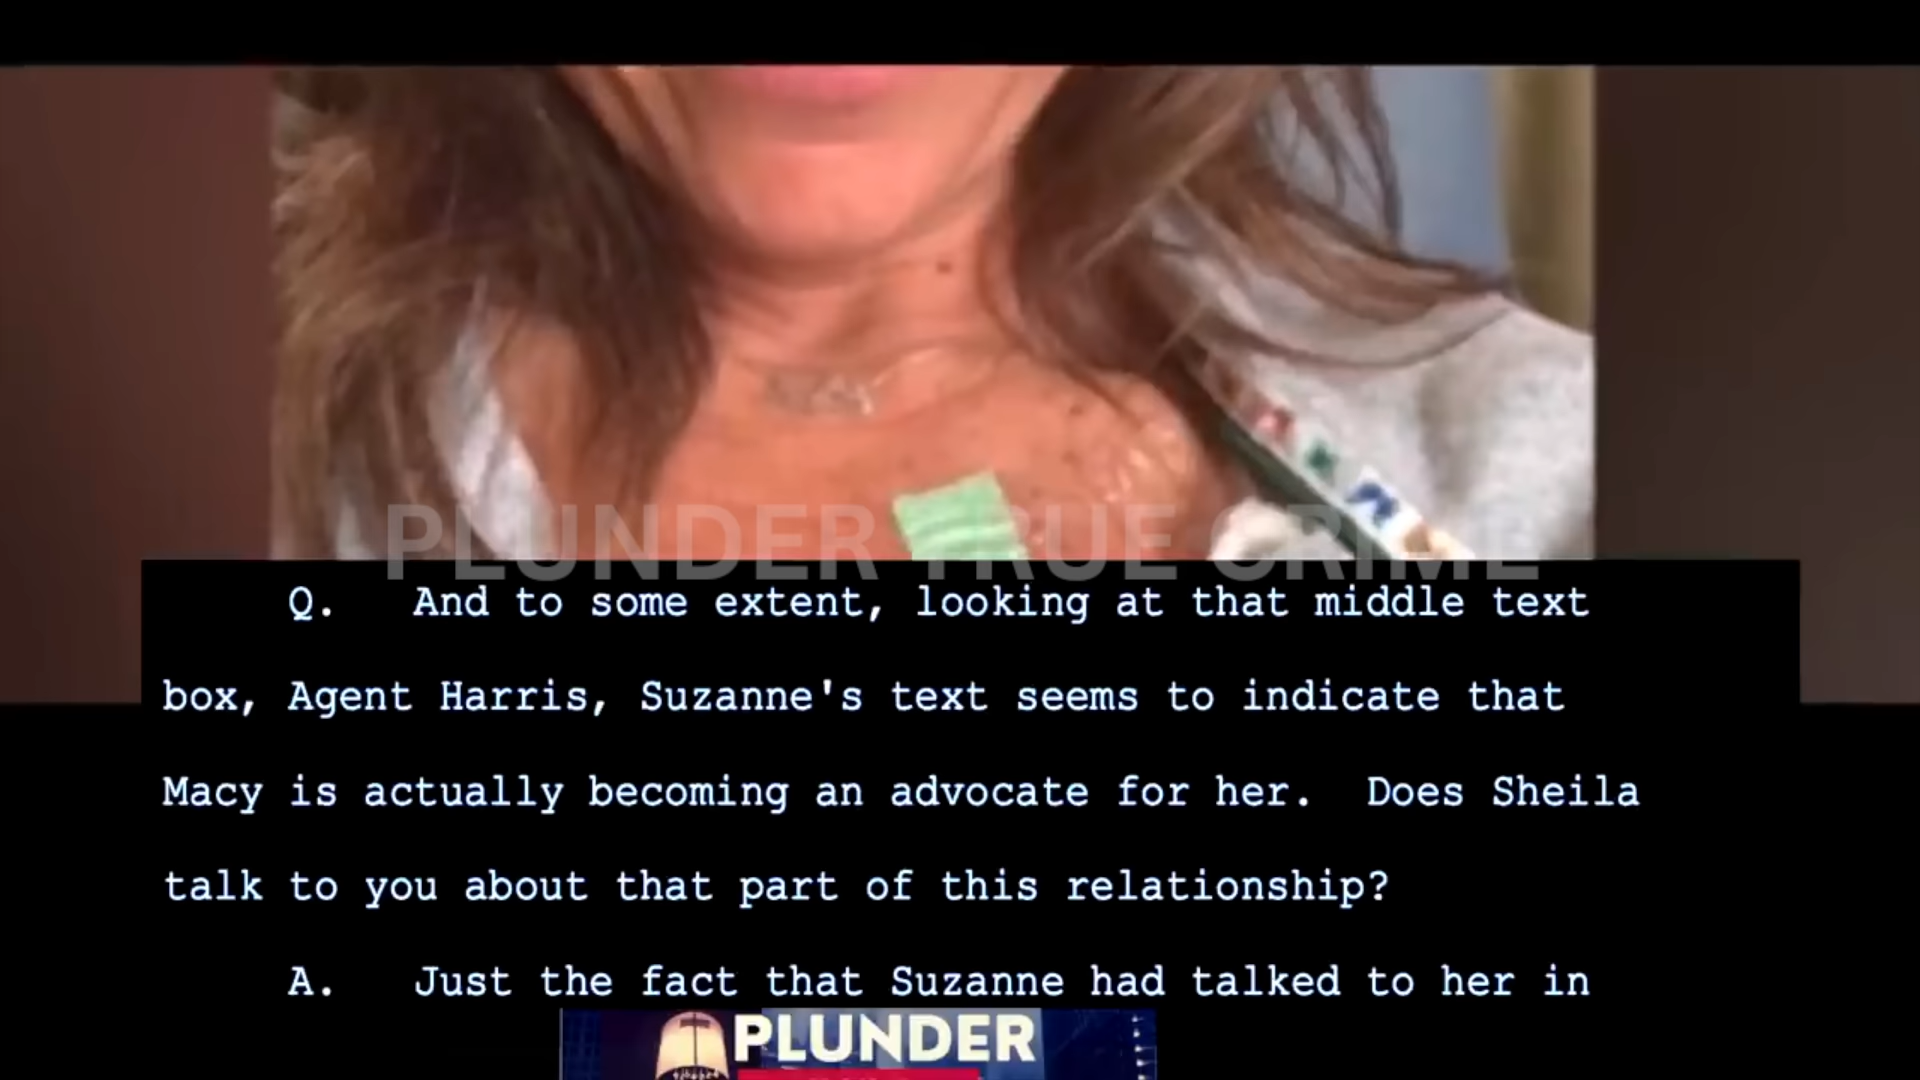 PLUNDER TRUE CRIME
Q. And to some extent, looking at that middle text
box, Agent Harris, Suzanne's text seems to indicate that
Macy is actually becoming an advocate for her. Does Sheila
talk to you about that part of this relationship?
A. Just the fact that Suzanne had talked to her in
PLUNDER